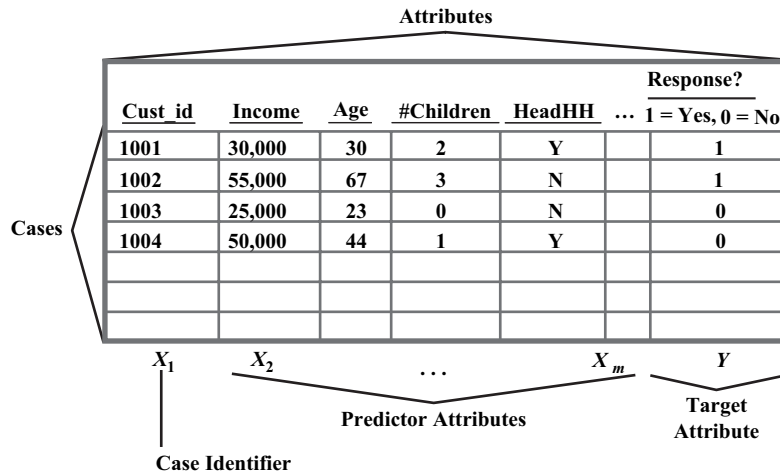 Attributes
Response?
Cust_id Income Age #Children HeadHH ... 1 = Yes, 0 = No
1001 30,000 30 2 Y 1
1002 55,000 67 3 N 1
1003 25,000 23 0 N 0
1004 50,000 44 1 Y 0
Cases
X1 X2 ... Xm Y
Predictor Attributes
Target
Attribute
Case Identifier